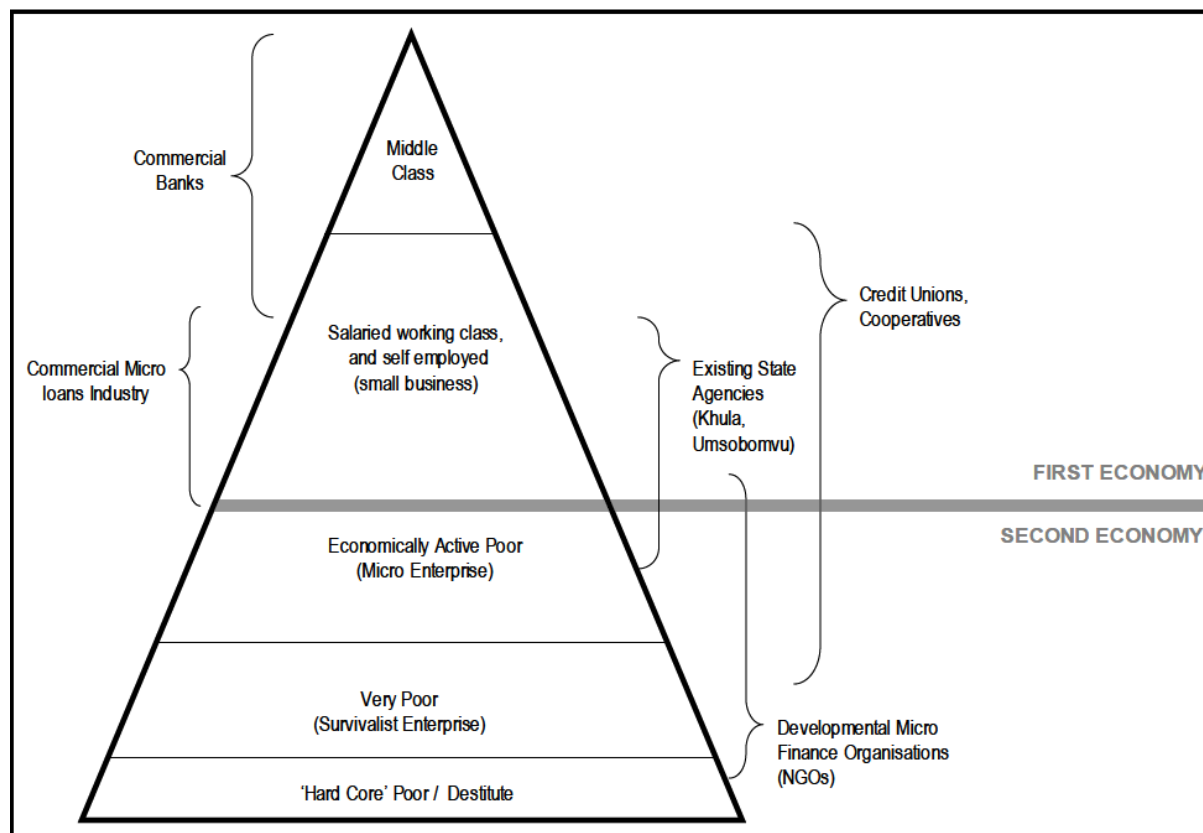 Middle
Class
Commercial
Banks
Credit Unions,
Cooperatives
Salaried working class,
and self employed
(small business)
Commercial Micro
loans Industry
Existing State
Agencies
(Khula,
Umsobomvu)
FIRST ECONOMY
SECOND ECONOMY
Economically Active Poor
(Micro Enterprise)
Very Poor
(Survivalist Enterprise)
Developmental Micro
Finance Organisations
(NGOs)
‘Hard Core’ Poor / Destitute